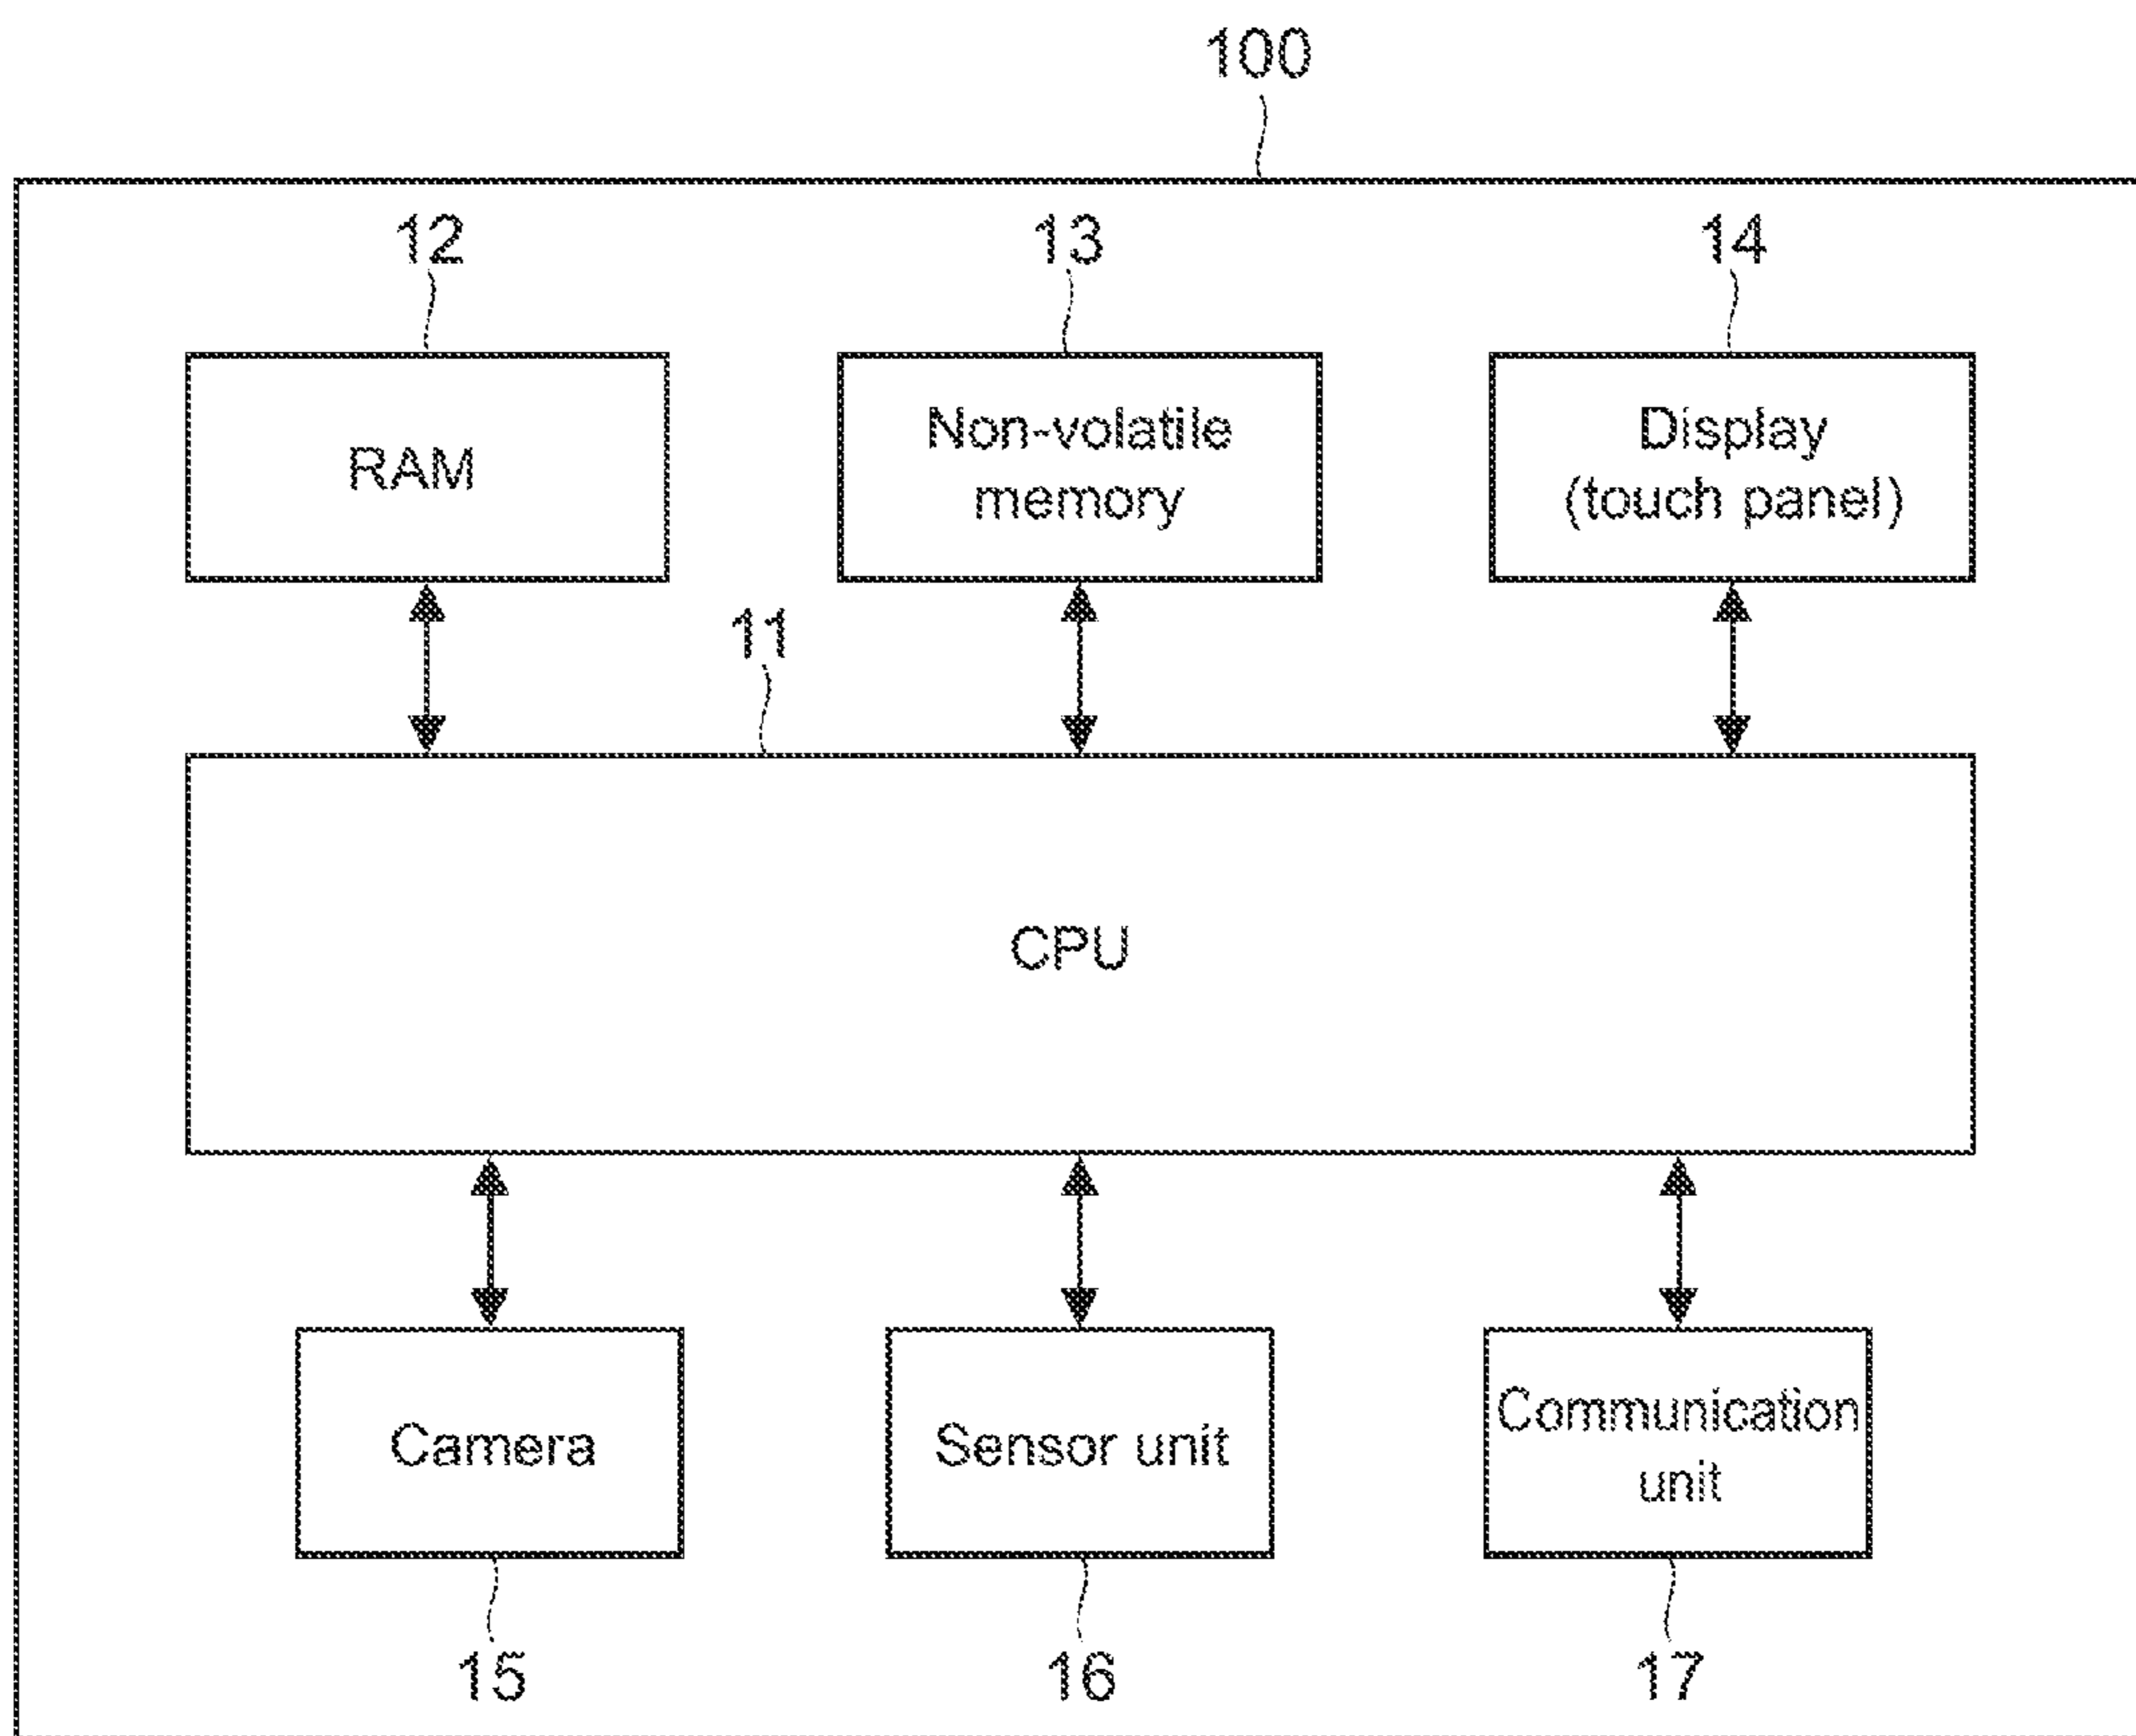 100
12
13
14
RAM
Non-volatile
memory
Display
(touch panel)
11
CPU
Camera
Sensor unit
Communication
unit
15
16
17